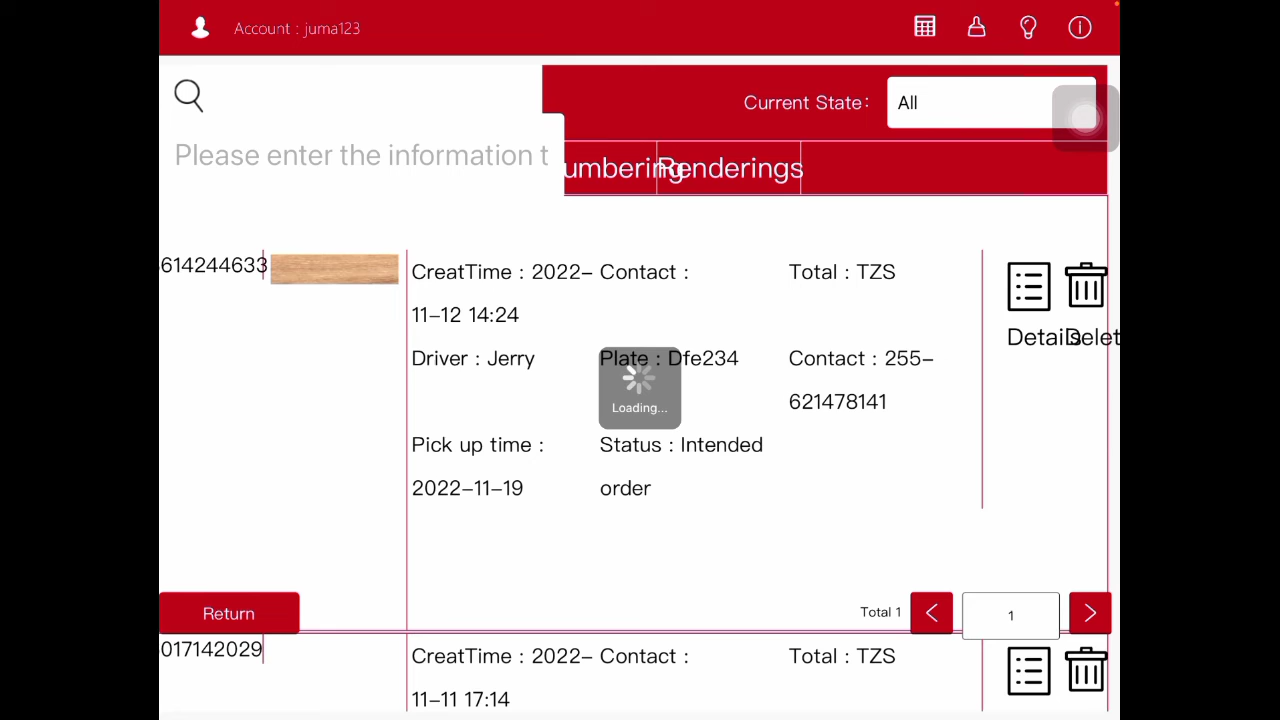 Account : juma123
Current State:
All
Please enter the information t
umbering
Renderings
614244633
CreatTime : 2022-
11-12 14:24
Contact :
Total : TZS
Details
Delet
Driver : Jerry
Plate : Dfe234
Contact : 255-
621478141
Loading...
Pick up time :
2022-11-19
Status : Intended
order
Return
Total 1
1
017142029
CreatTime : 2022-
11-11 17:14
Contact :
Total : TZS